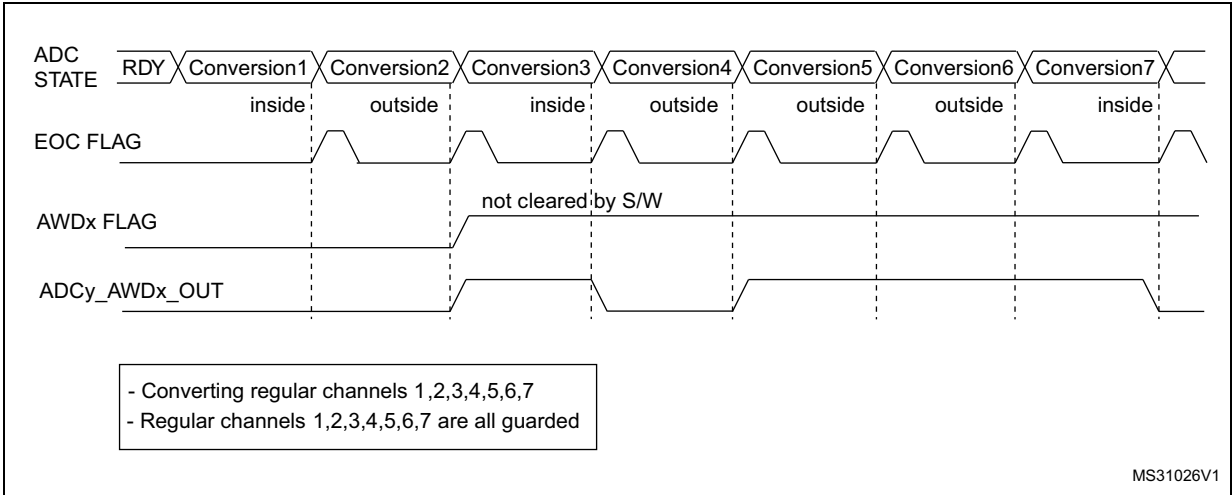 ADC
STATE
RDY Conversion1 Conversion2 Conversion3 Conversion4 Conversion5 Conversion6 Conversion7
inside outside inside outside outside outside inside
EOC FLAG
not cleared by S/W
AWDx FLAG
ADCy_AWDx_OUT
- Converting regular channels 1,2,3,4,5,6,7
- Regular channels 1,2,3,4,5,6,7 are all guarded
MS31026V1